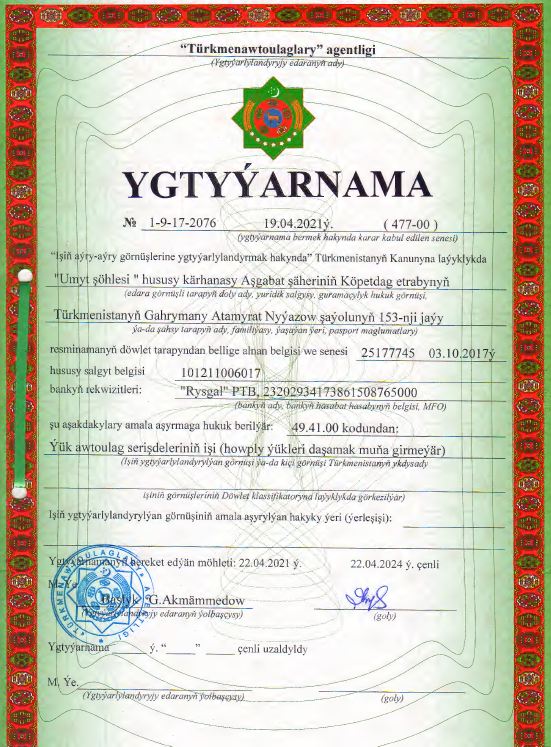 “Türkmenawtoulaglary” agentligi
(Ygtyýarlylandyryjy edaranyň ady)
YGTYÝARNAMA
№ 1-9-17-2076 19.04.2021ý. ( 477-00 )
(ygtyýarnama bermek hakynda karar kabul edilen senesi)
“Işiň aýry-aýry görnüşlerine ygtyýarlylandyrmak hakynda” Türkmenistanyň Kanunyna laýyklykda
"Umyt şöhlesi " hususy kärhanasy Aşgabat şäheriniň Köpetdag etrabynyň
(edara görnüşli tarapyň doly ady, ýuridik salgysy, guramaçylyk hukuk görnüşi,
Türkmenistanyň Gahrymany Atamyrat Nyýazow şaýolunyň 153-nji jaýy
ýa-da şahsy tarapyň ady, familiýasy, ýaşaýan ýeri, pasport maglumatlary)
resminamanyň döwlet tarapyndan bellige alnan belgisi we senesi 25177745 03.10.2017ý
hususy salgyt belgisi 101211006017
bankyň rekwizitleri: "Rysgal" PTB, 23202934173861508765000
(bankyň ady, bankyň hasabat hasabynyň belgisi, MFO)
şu aşakdakylary amala aşyrmaga hukuk berilýär: 49.41.00 kodundan:
Ýük awtoulag serişdeleriniň işi (howply ýükleri daşamak muňa girmeýär)
(Işiň ygtyýarlylandyrylýan görnüşi ýa-da kiçi görnüşi Türkmenistanyň ykdysady
işiniň görnüşleriniň Döwlet klassifikatoryna laýyklykda görkezilýär)
Işiň ygtyýarlylandyrylýan görnüşiniň amala aşyrylýan hakyky ýeri (ýerleşişi):
Ygtyýarnamanyň hereket edýän möhleti: 22.04.2021 ý. 22.04.2024 ý. çenli
M. Ýe.
Başlyk G.Akmämmedow
(Ygtyýarlylandyryjy edaranyň ýolbaşçysy) (goly)
TÜRKMENAWTOULAGLARY AGENTLIGI
Ygtyýarnama ý. “ ” çenli uzaldyldy
M. Ýe.
(Ygtyýarlylandyryjy edaranyň ýolbaşçysy) (goly)